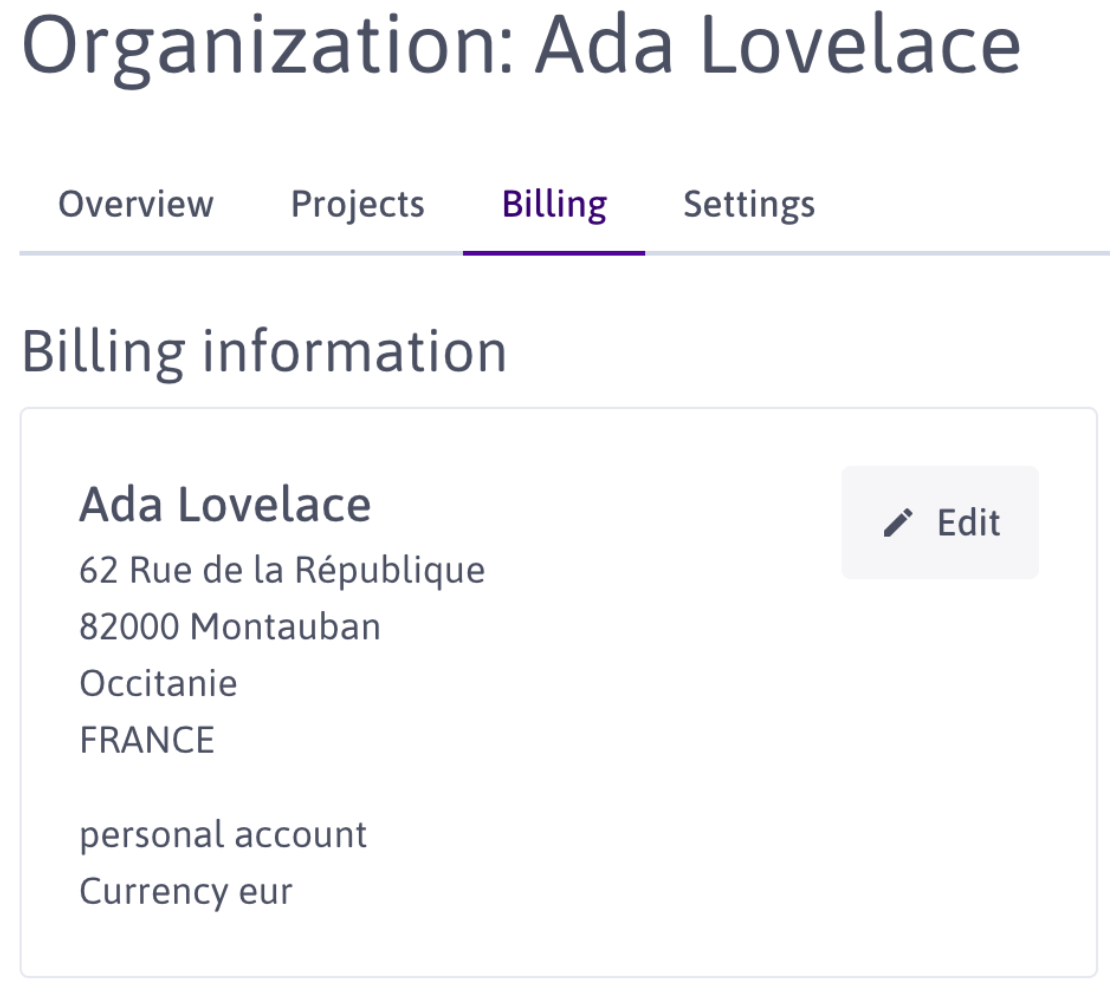 Organization: Ada Lovelace
Overview Projects Billing Settings
Billing information
Ada Lovelace
Edit
62 Rue de la République
82000 Montauban
Occitanie
FRANCE
personal account
Currency eur